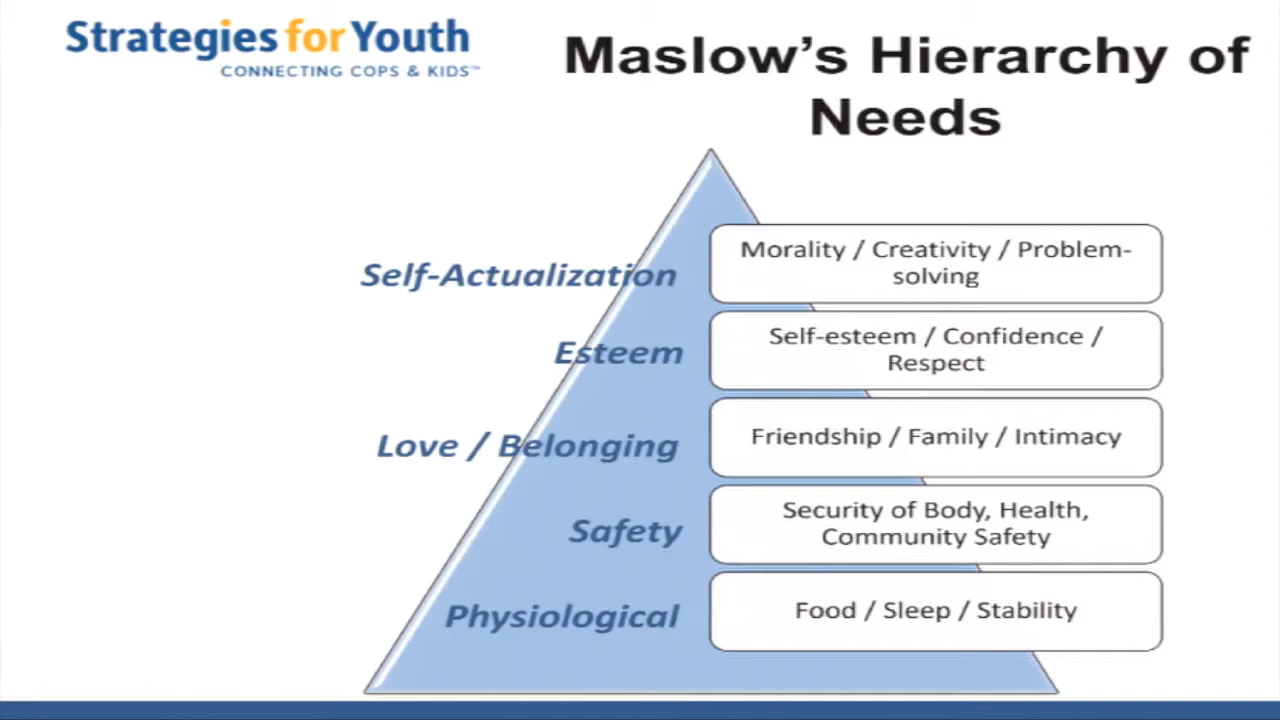 Strategies for Youth
CONNECTING COPS & KIDS™
Maslow's Hierarchy of
Needs
Self-Actualization
Morality / Creativity / Problem-
solving
Esteem
Self-esteem / Confidence /
Respect
Love / Belonging
Friendship / Family / Intimacy
Safety
Security of Body, Health,
Community Safety
Physiological
Food / Sleep / Stability